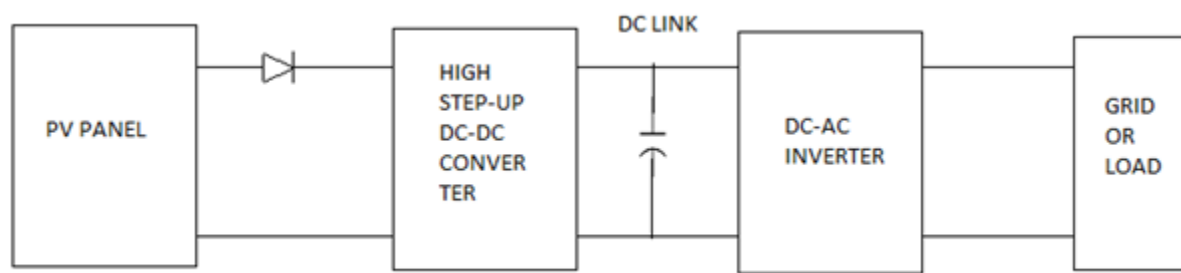 PV PANEL
HIGH
STEP-UP
DC-DC
CONVER
TER
DC LINK
DC-AC
INVERTER
GRID
OR
LOAD